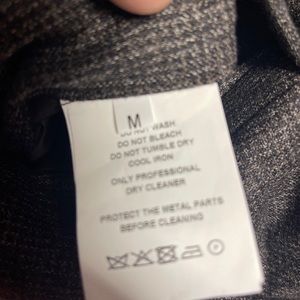 M
DO NOT WASH
DO NOT BLEACH
DO NOT TUMBLE DRY
COOL IRON
ONLY PROFESSIONAL
DRY CLEANER
PROTECT THE METAL PARTS
BEFORE CLEANING